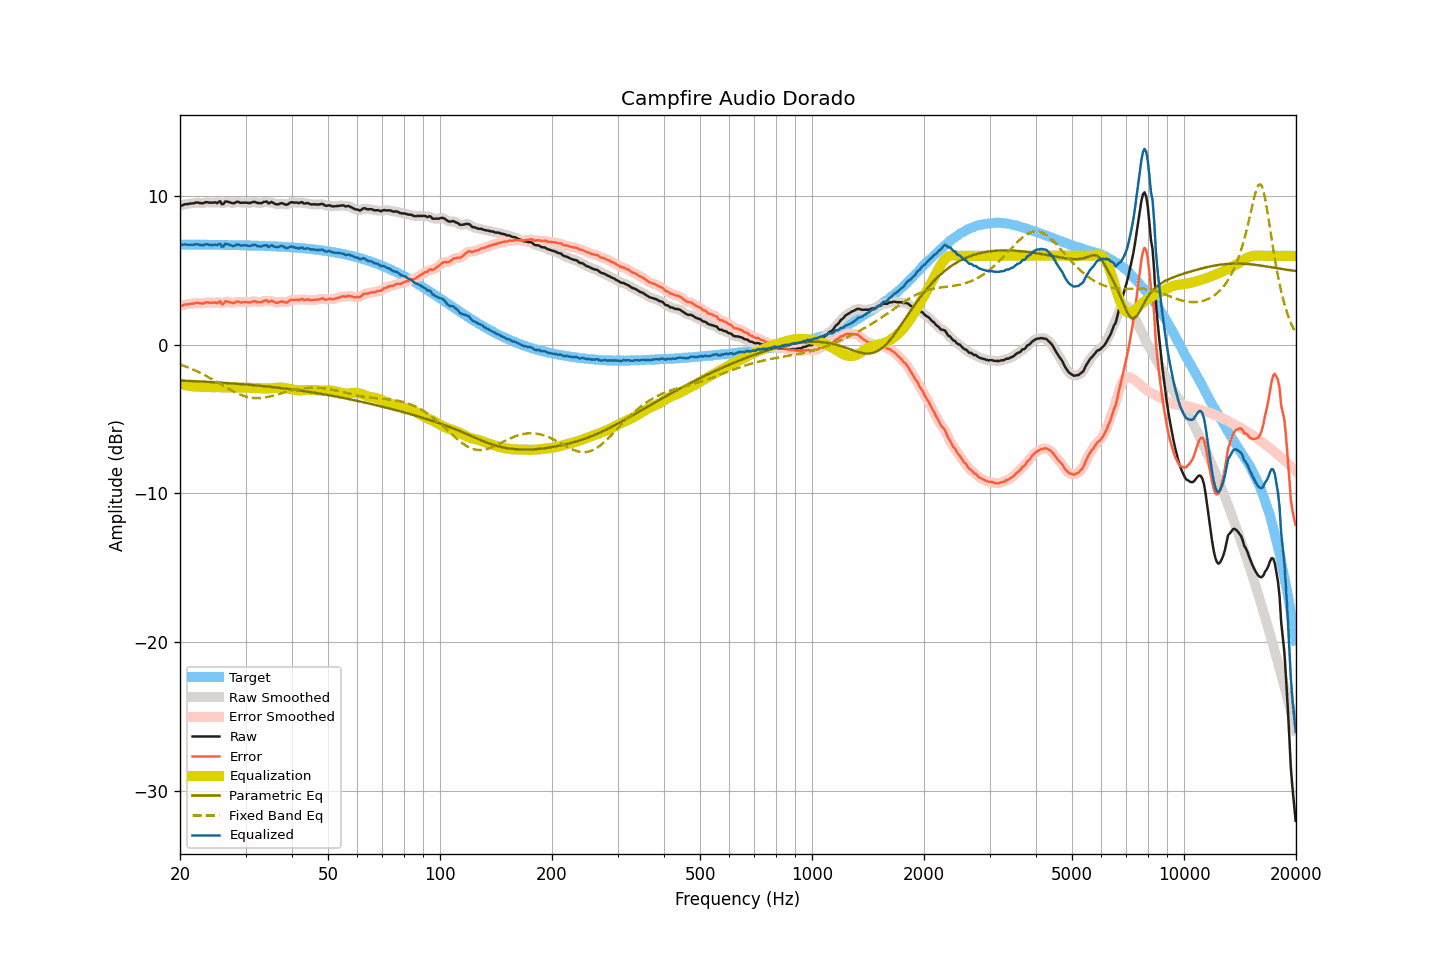 Campfire Audio Dorado
10
0
−10
−20
−30
Amplitude (dBr)
Target
Raw Smoothed
Error Smoothed
Raw
Error
Equalization
Parametric Eq
Fixed Band Eq
Equalized
20 50 100 200 500 1000 2000 5000 10000 20000
Frequency (Hz)